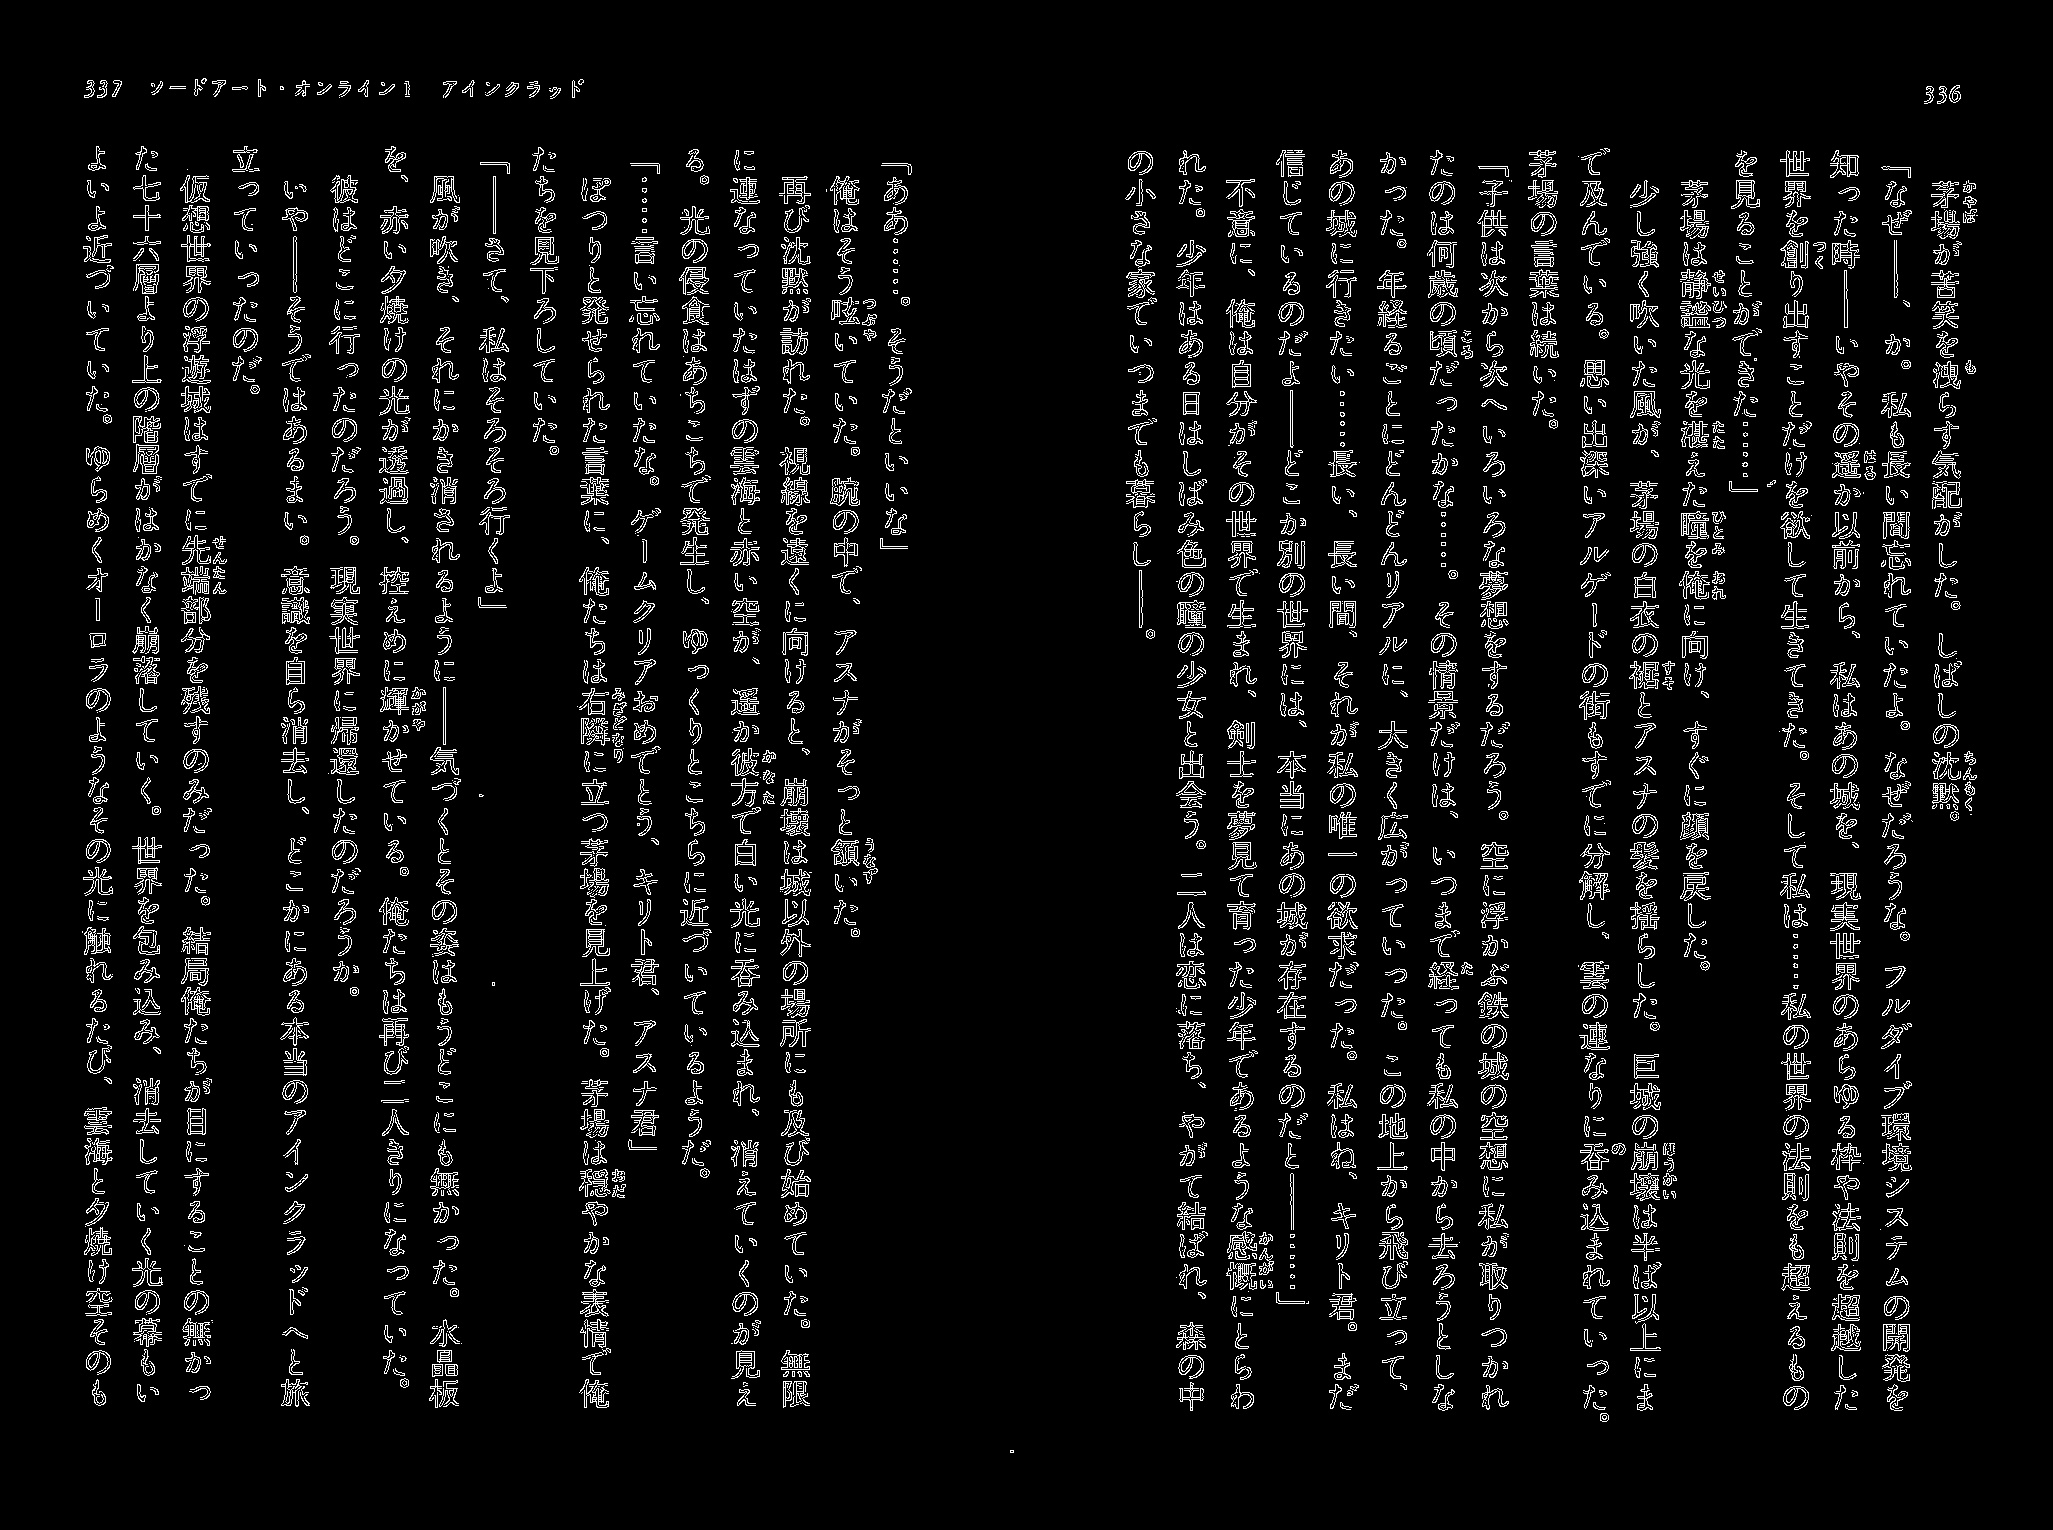 336
茅場が苦笑を洩らす気配がした。しばしの沈黙。
「なぜ――、か。私も長い間忘れていたよ。なぜだろうな。フルダイブ環境システムの開発を
知った時――いやその遥か以前から、私はあの城を、現実世界のあらゆる枠や法則を超越した
世界を創り出すことだけを欲して生きてきた。そして私は……私の世界の法則をも超えるもの
を見ることができた……」
茅場は静謐な光を湛えた瞳を俺に向け、すぐに顔を戻した。
少し強く吹いた風が、茅場の白衣の裾とアスナの髪を揺らした。巨城の崩壊は半ば以上にま
で及んでいる。思い出深いアルゲードの街もすでに分解し、雲の連なりに呑み込まれていった。
茅場の言葉は続いた。
「子供は次から次へいろいろな夢想をするだろう。空に浮かぶ鉄の城の空想に私が取りつかれ
たのは何歳の頃だったかな……。その情景だけは、いつまで経っても私の中から去ろうとしな
かった。年経るごとにどんどんリアルに、大きく広がっていった。この地上から飛び立って、
あの城に行きたい……長い、長い間、それが私の唯一の欲求だった。私はね、キリト君。まだ
信じているのだよ――どこか別の世界には、本当にあの城が存在するのだと――……」
不意に、俺は自分がその世界で生まれ、剣士を夢見て育った少年であるような感慨にとらわ
れた。少年はある日はしばみ色の瞳の少女と出会う。二人は恋に落ち、やがて結ばれ、森の中
の小さな家でいつまでも暮らし――。
337 ソードアート・オンライン1 アインクラッド
「ああ……。そうだといいな」
俺はそう呟いていた。腕の中で、アスナがそっと頷いた。
再び沈黙が訪れた。視線を遠くに向けると、崩壊は城以外の場所にも及び始めていた。無限
に連なっていたはずの雲海と赤い空が、遥か彼方で白い光に呑み込まれ、消えていくのが見え
る。光の侵食はあちこちで発生し、ゆっくりとこちらに近づいているようだ。
「……言い忘れていたな。ゲームクリアおめでとう、キリト君、アスナ君」
ぽつりと発せられた言葉に、俺たちは右隣に立つ茅場を見上げた。茅場は穏やかな表情で俺
たちを見下ろしていた。
「――さて、私はそろそろ行くよ」
風が吹き、それにかき消されるように――気づくとその姿はもうどこにも無かった。水晶板
を、赤い夕焼けの光が透過し、控えめに輝かせている。俺たちは再び二人きりになっていた。
彼はどこに行ったのだろう。現実世界に帰還したのだろうか。
いや――そうではあるまい。意識を自ら消去し、どこかにある本当のアインクラッドへと旅
立っていったのだ。
仮想世界の浮遊城はすでに先端部分を残すのみだった。結局俺たちが目にすることの無かっ
た七十六層より上の階層がはかなく崩落していく。世界を包み込み、消去していく光の幕もい
よいよ近づいていた。ゆらめくオーロラのようなその光に触れるたび、雲海と夕焼け空そのも